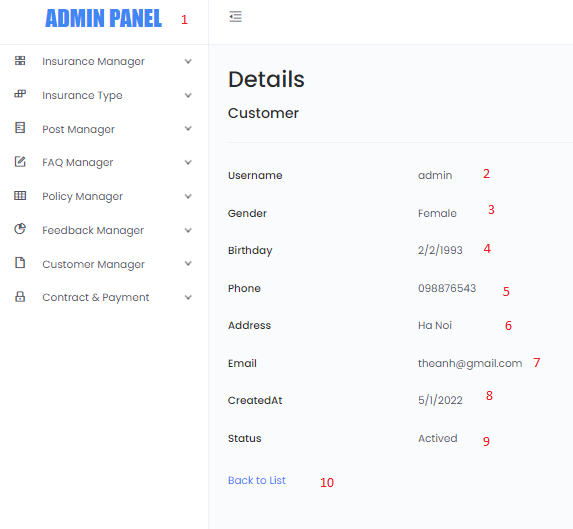 ADMIN PANEL 1
Insurance Manager
Insurance Type
Post Manager
FAQ Manager
Policy Manager
Feedback Manager
Customer Manager
Contract & Payment
Details
Customer
Username admin 2
Gender Female 3
Birthday 2/2/1993 4
Phone 098876543 5
Address Ha Noi 6
Email theanh@gmail.com 7
CreatedAt 5/1/2022 8
Status Actived 9
Back to List 10